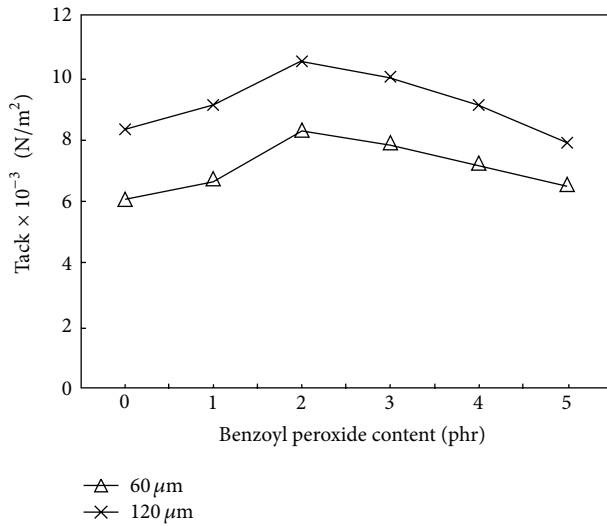 12
10
8
6
4
2
0
Tack × 10⁻³ (N/m²)
0 1 2 3 4 5
Benzoyl peroxide content (phr)
60 μm
120 μm